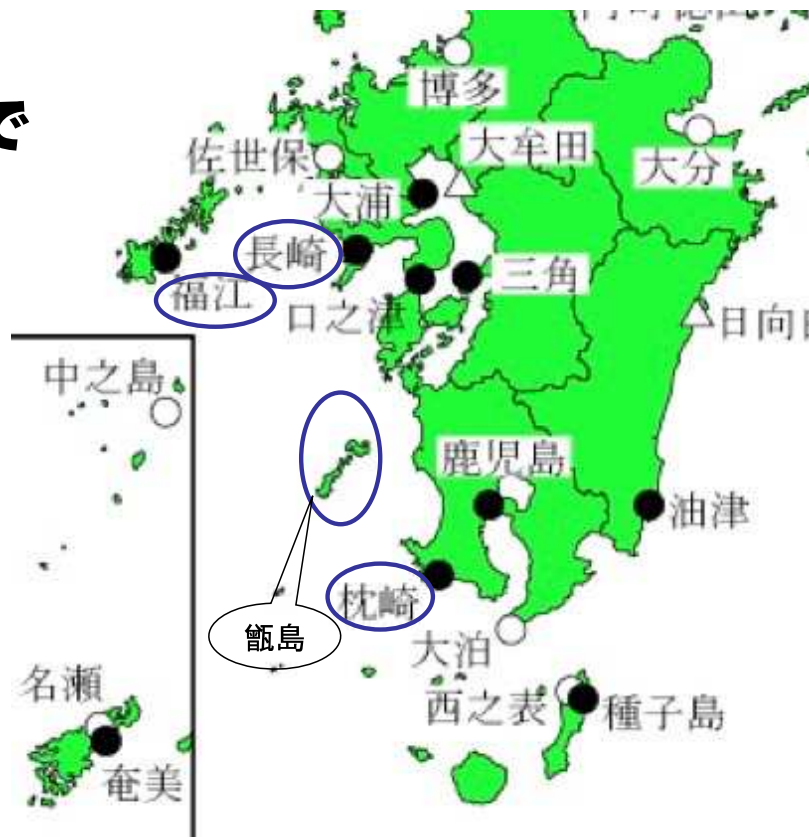 で
博多
佐世保
大牟田
大分
大浦
長崎
福江
口之津
三角
日向
中之島
鹿児島
油津
枕崎
甑島
大泊
名瀬
西之表
種子島
奄美